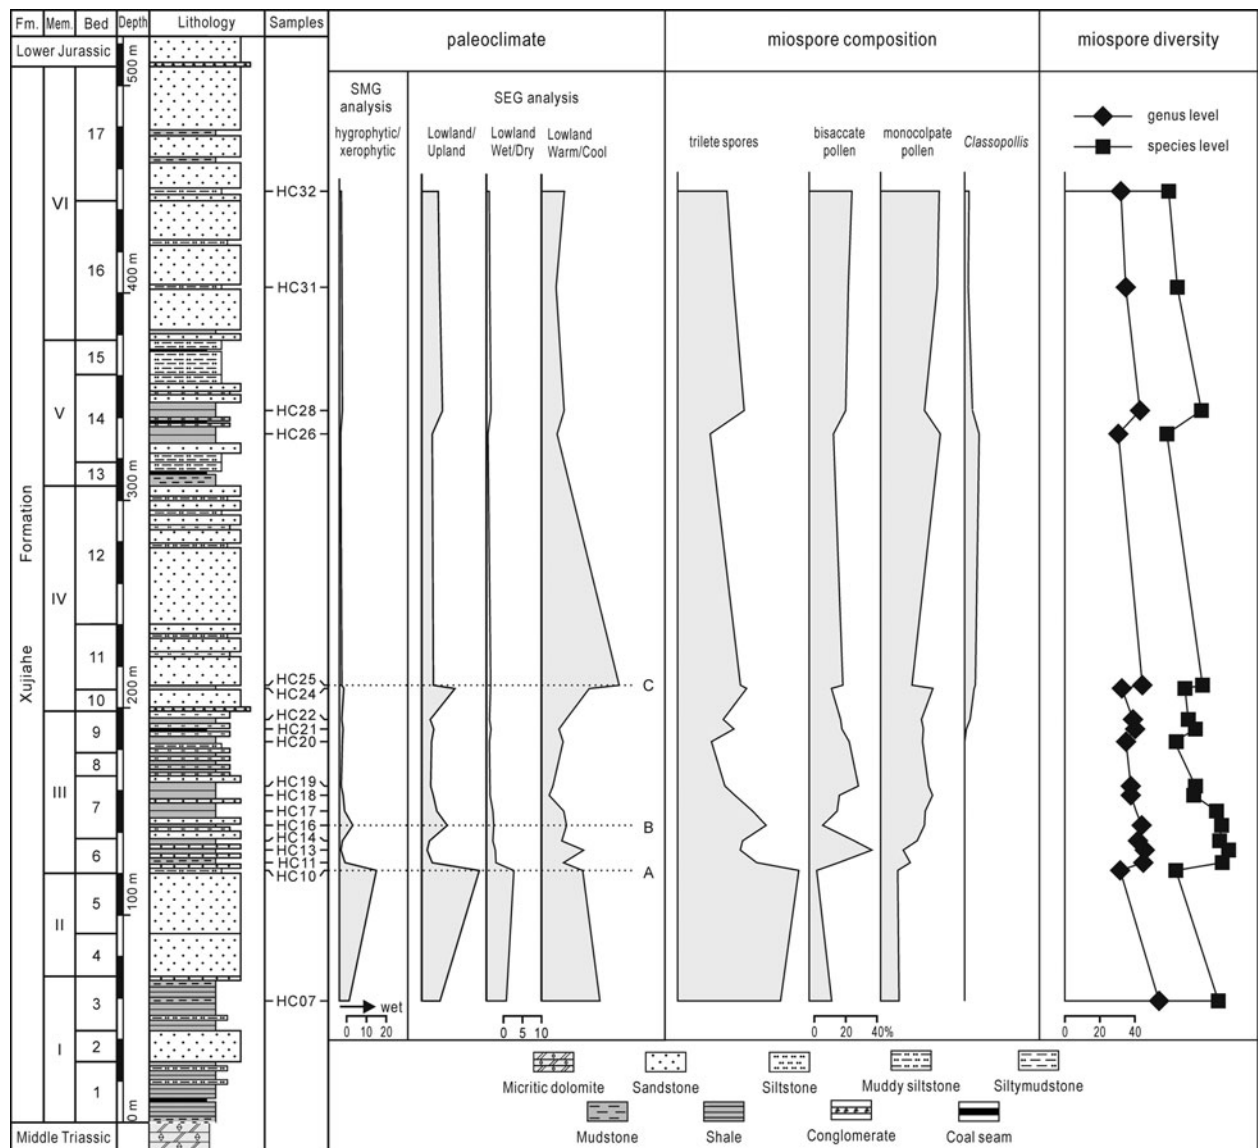 Fm. Mem. Bed Depth Lithology Samples
paleoclimate miospore composition miospore diversity
Lower Jurassic
500 m
SMG analysis
SEG analysis
hygrophytic/ xerophytic
Lowland/ Upland
Lowland Wet/Dry
Lowland Warm/Cool
trilete spores
bisaccate pollen
monocolpate pollen
Classopollis
genus level
species level
17
HC32
VI
16
400 m
HC31
15
V
14
HC28
HC26
13
300 m
Formation
12
IV
11
HC25
C
HC24
10
200 m
HC22
9
HC21
HC20
8
Xujiahe
HC19
HC18
III
7
HC17
HC16
B
HC14
6
HC13
HC11
A
HC10
5
100 m
II
4
3
HC07
wet
0 10 20
0 5 10
0 20 40%
0 20 40
2
I
1
0 m
Middle Triassic
Micritic dolomite Sandstone Siltstone Muddy siltstone Siltymudstone
Mudstone Shale Conglomerate Coal seam